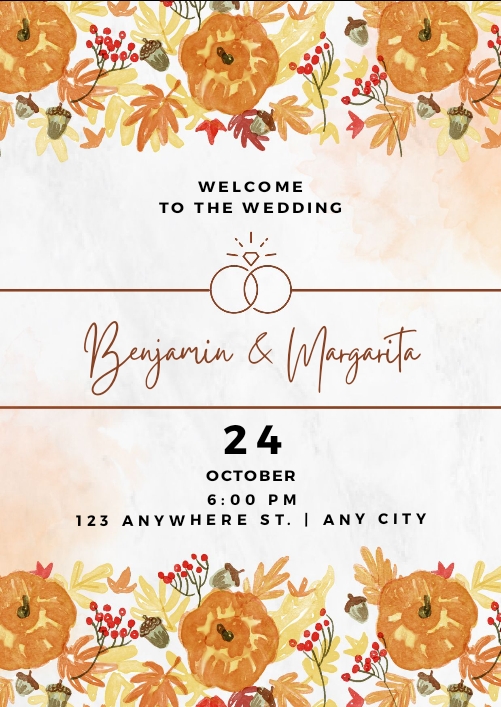 WELCOME
TO THE WEDDING
Benjamin & Margarita
24
OCTOBER
6:00 PM
123 ANYWHERE ST. | ANY CITY